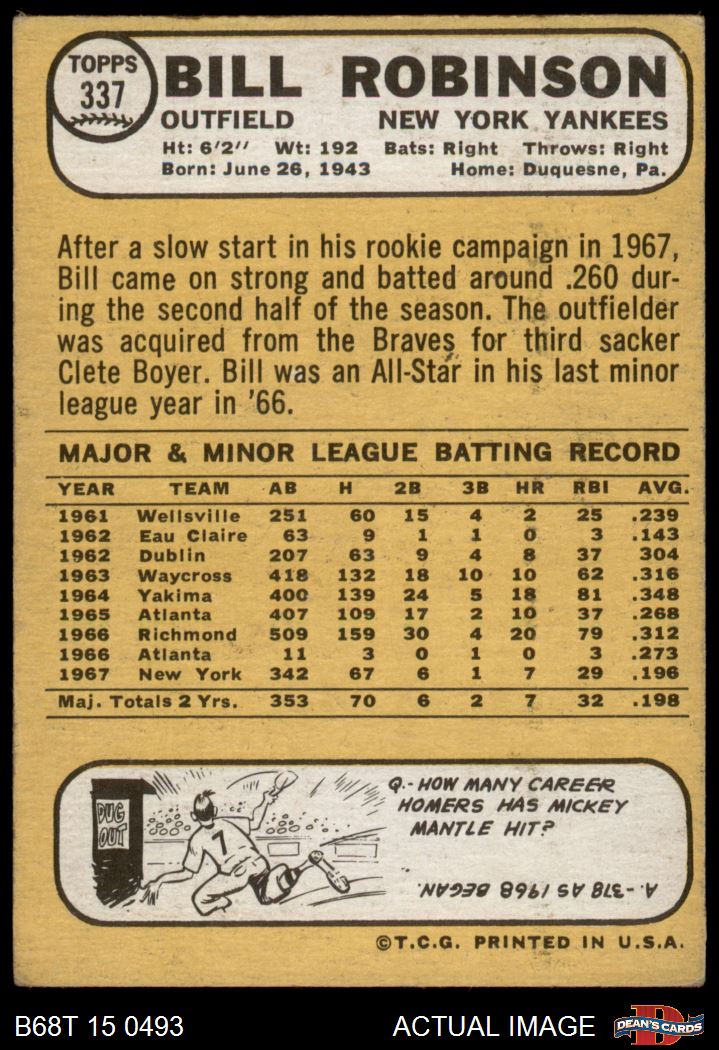 TOPPS
337
BILL ROBINSON
OUTFIELD NEW YORK YANKEES
Ht: 6'2'' Wt: 192 Bats: Right Throws: Right
Born: June 26, 1943 Home: Duquesne, Pa.
After a slow start in his rookie campaign in 1967,
Bill came on strong and batted around .260 dur-
ing the second half of the season. The outfielder
was acquired from the Braves for third sacker
Clete Boyer. Bill was an All-Star in his last minor
league year in '66.
MAJOR & MINOR LEAGUE BATTING RECORD
YEAR TEAM AB H 2B 3B HR RBI AVG.
1961 Wellsville 251 60 15 4 2 25 .239
1962 Eau Claire 63 9 1 1 0 3 .143
1962 Dublin 207 63 9 4 8 37 304
1963 Waycross 418 132 18 10 10 62 .316
1964 Yakima 400 139 24 5 18 81 .348
1965 Atlanta 407 109 17 2 10 37 .268
1966 Richmond 509 159 30 4 20 79 .312
1966 Atlanta 11 3 0 1 0 3 .273
1967 New York 342 67 6 1 7 29 .196
Maj. Totals 2 Yrs. 353 70 6 2 7 32 .198
DUG
OUT
7
Q.- HOW MANY CAREER
HOMERS HAS MICKEY
MANTLE HIT?
A.-378 AS 1968 BEGAN.
©T.C.G. PRINTED IN U.S.A.
B68T 15 0493 ACTUAL IMAGE
D
DEAN'S CARDS